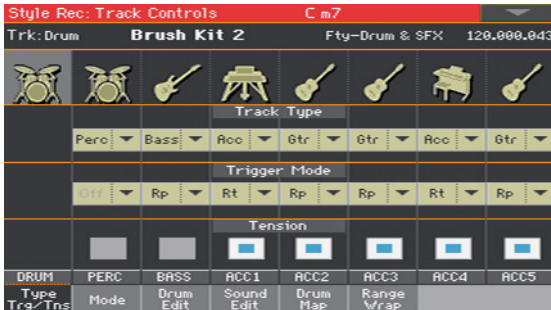 Style Rec: Track Controls C m7
Trk:Drum Brush Kit 2 Fty-Drum & SFX 120.000.043
Track Type
Perc Bass Acc Gtr Gtr Acc Gtr
Trigger Mode
Off Rp Rt Rp Rp Rt Rp
Tension
DRUM PERC BASS ACC1 ACC2 ACC3 ACC4 ACC5
Type Trg/Tns Mode Drum Edit Sound Edit Drum Map Range Wrap